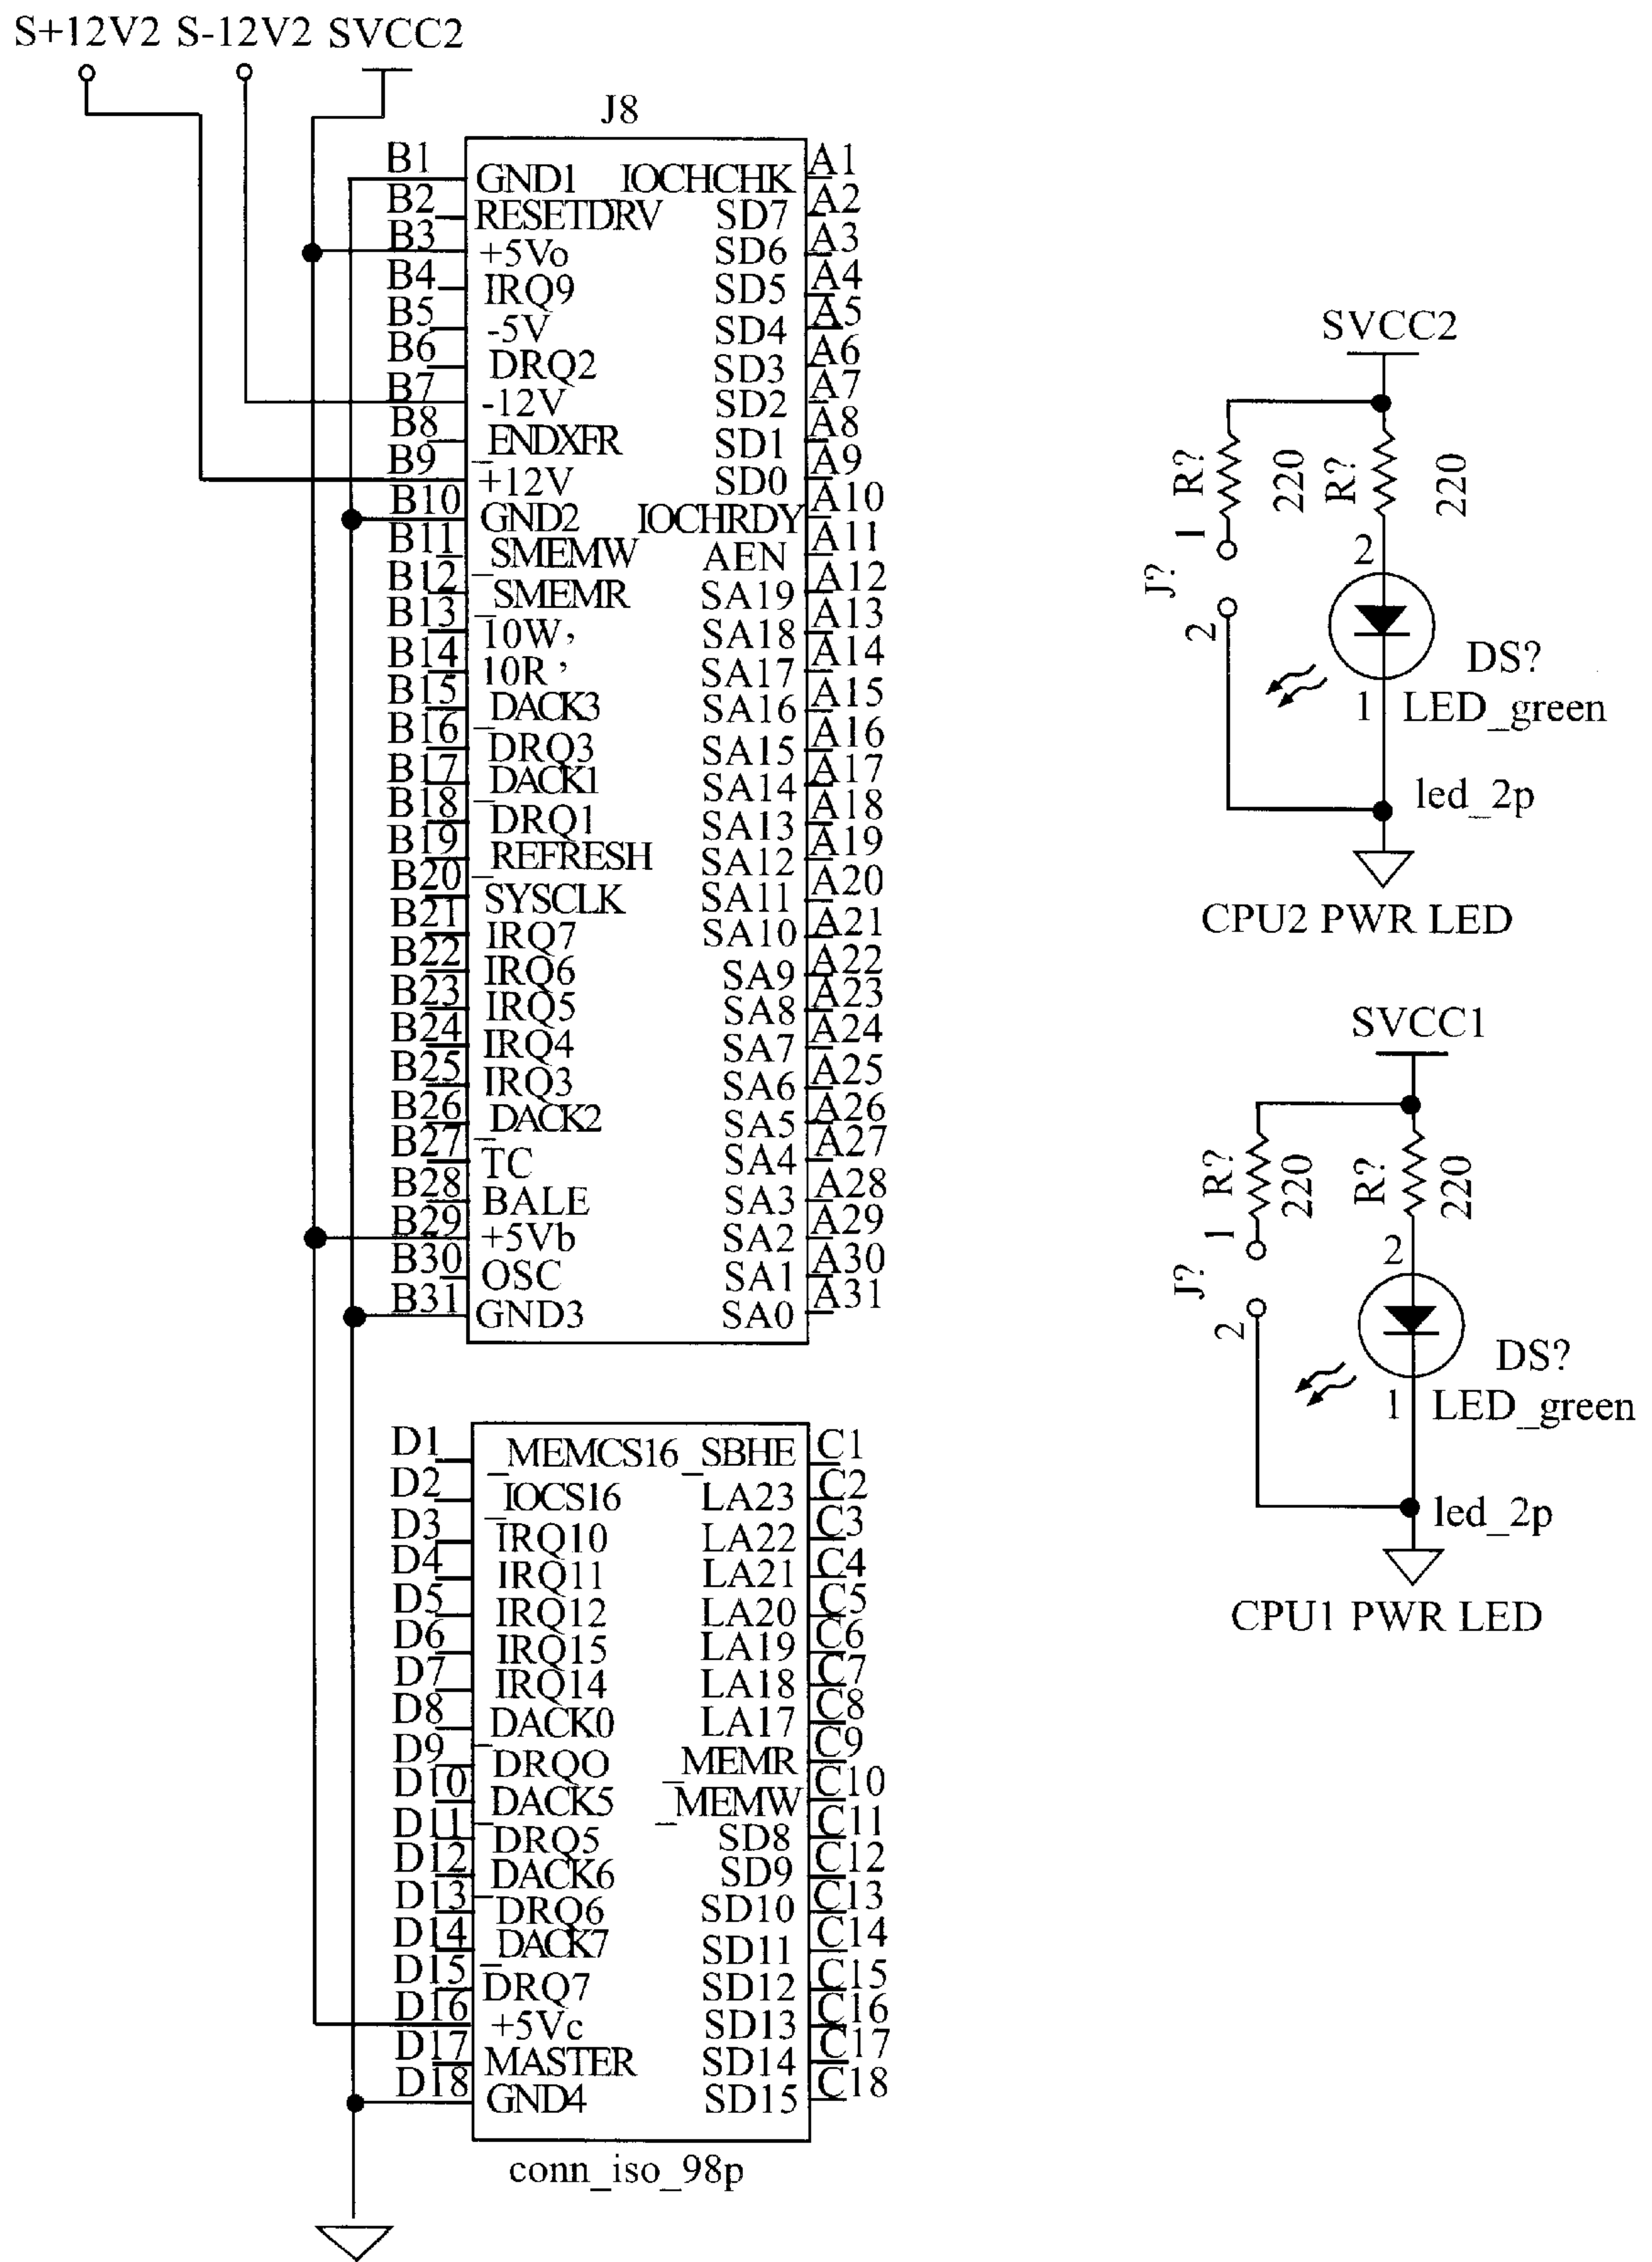 S+12V2 S-12V2 SVCC2
J8
B1 GND1 IOCHCHK A1
B2 RESETDRV SD7 A2
B3 +5Vo SD6 A3
B4 IRQ9 SD5 A4
B5 -5V SD4 A5
B6 DRQ2 SD3 A6
B7 -12V SD2 A7
B8 ENDXFR SD1 A8
B9 +12V SD0 A9
B10 GND2 IOCHRDY A10
B11 SMEMW AEN A11
B12 _SMEMR SA19 A12
B13 10W, SA18 A13
B14 10R , SA17 A14
B15 DACK3 SA16 A15
B16 DRQ3 SA15 A16
B17 DACK1 SA14 A17
B18 DRQ1 SA13 A18
B19 REFRESH SA12 A19
B20 SYSCLK SA11 A20
B21 IRQ7 SA10 A21
B22 IRQ6 SA9 A22
B23 IRQ5 SA8 A23
B24 IRQ4 SA7 A24
B25 IRQ3 SA6 A25
B26 DACK2 SA5 A26
B27 TC SA4 A27
B28 BALE SA3 A28
B29 +5Vb SA2 A29
B30 OSC SA1 A30
B31 GND3 SA0 A31
D1 _MEMCS16 _SBHE C1
D2 _IOCS16 LA23 C2
D3 IRQ10 LA22 C3
D4 IRQ11 LA21 C4
D5 IRQ12 LA20 C5
D6 IRQ15 LA19 C6
D7 IRQ14 LA18 C7
D8 DACK0 LA17 C8
D9 DRQO _MEMR C9
D10 DACK5 _MEMW C10
D11 DRQ5 SD8 C11
D12 DACK6 SD9 C12
D13 DRQ6 SD10 C13
D14 DACK7 SD11 C14
D15 DRQ7 SD12 C15
D16 +5Vc SD13 C16
D17 MASTER SD14 C17
D18 GND4 SD15 C18
conn_iso_98p
SVCC2
R? 220 R? 220
1 2
J?
2 DS?
1 LED_green
led_2p
CPU2 PWR LED
SVCC1
R? 220 R? 220
1 2
J?
2 DS?
1 LED_green
led_2p
CPU1 PWR LED